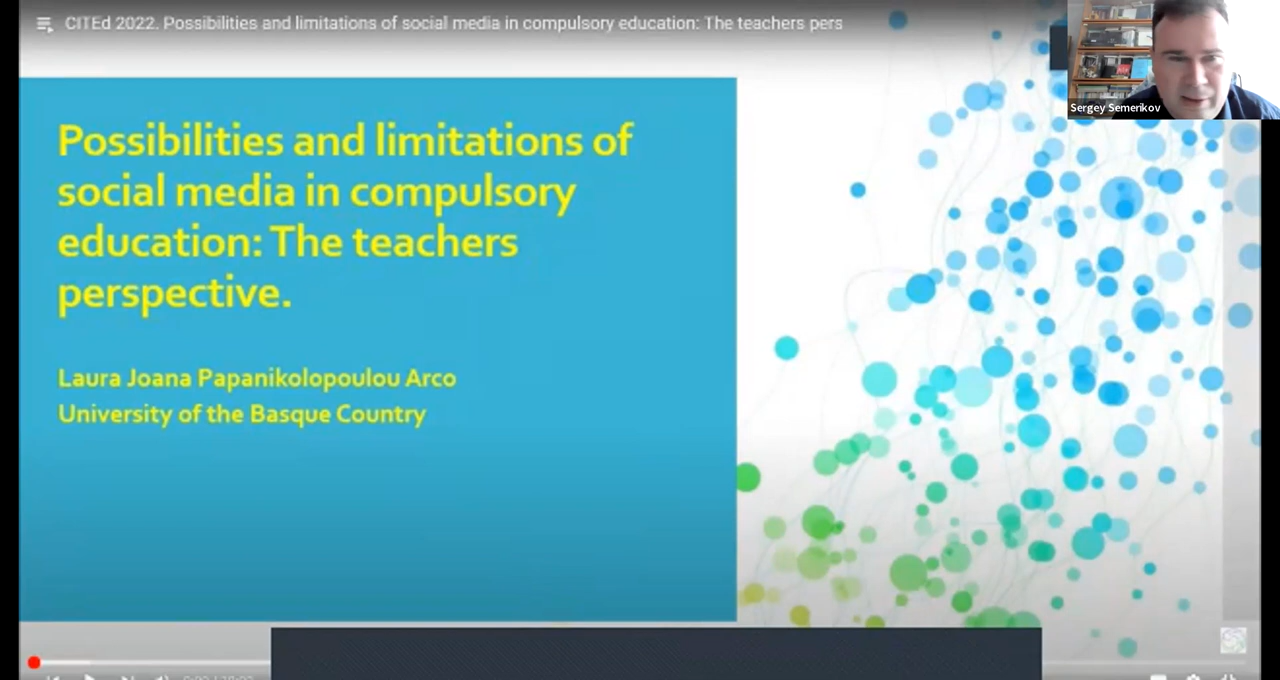 CITEd 2022. Possibilities and limitations of social media in compulsory education: The teachers pers
Sergey Semerikov
Possibilities and limitations of
social media in compulsory
education: The teachers
perspective.
Laura Joana Papanikolopoulou Arco
University of the Basque Country